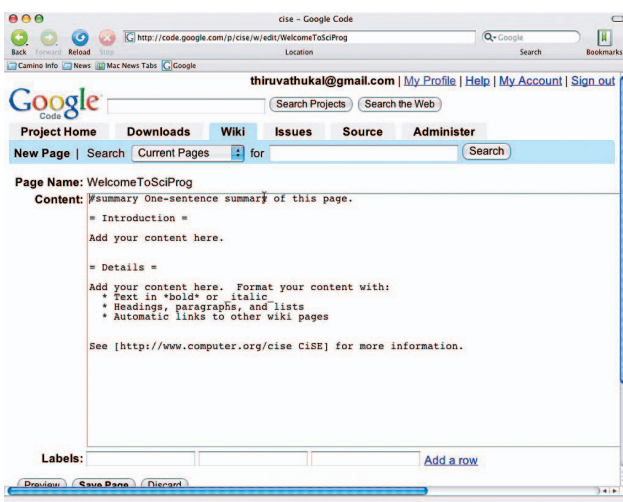 cise – Google Code
http://code.google.com/p/cise/w/edit/WelcomeToSciProg
Google
Back Forward Reload Stop Location Search Bookmarks
Camino Info News Mac News Tabs Google
thiruvathukal@gmail.com | My Profile | Help | My Account | Sign out
Google Code
Search Projects Search the Web
Project Home Downloads Wiki Issues Source Administer
New Page | Search Current Pages for Search
Page Name: WelcomeToSciProg
Content: #summary One-sentence summary of this page.
= Introduction =
Add your content here.
= Details =
Add your content here. Format your content with:
* Text in *bold* or _italic_
* Headings, paragraphs, and lists
* Automatic links to other wiki pages
See [http://www.computer.org/cise CiSE] for more information.
Labels: Add a row
Preview Save Page Discard